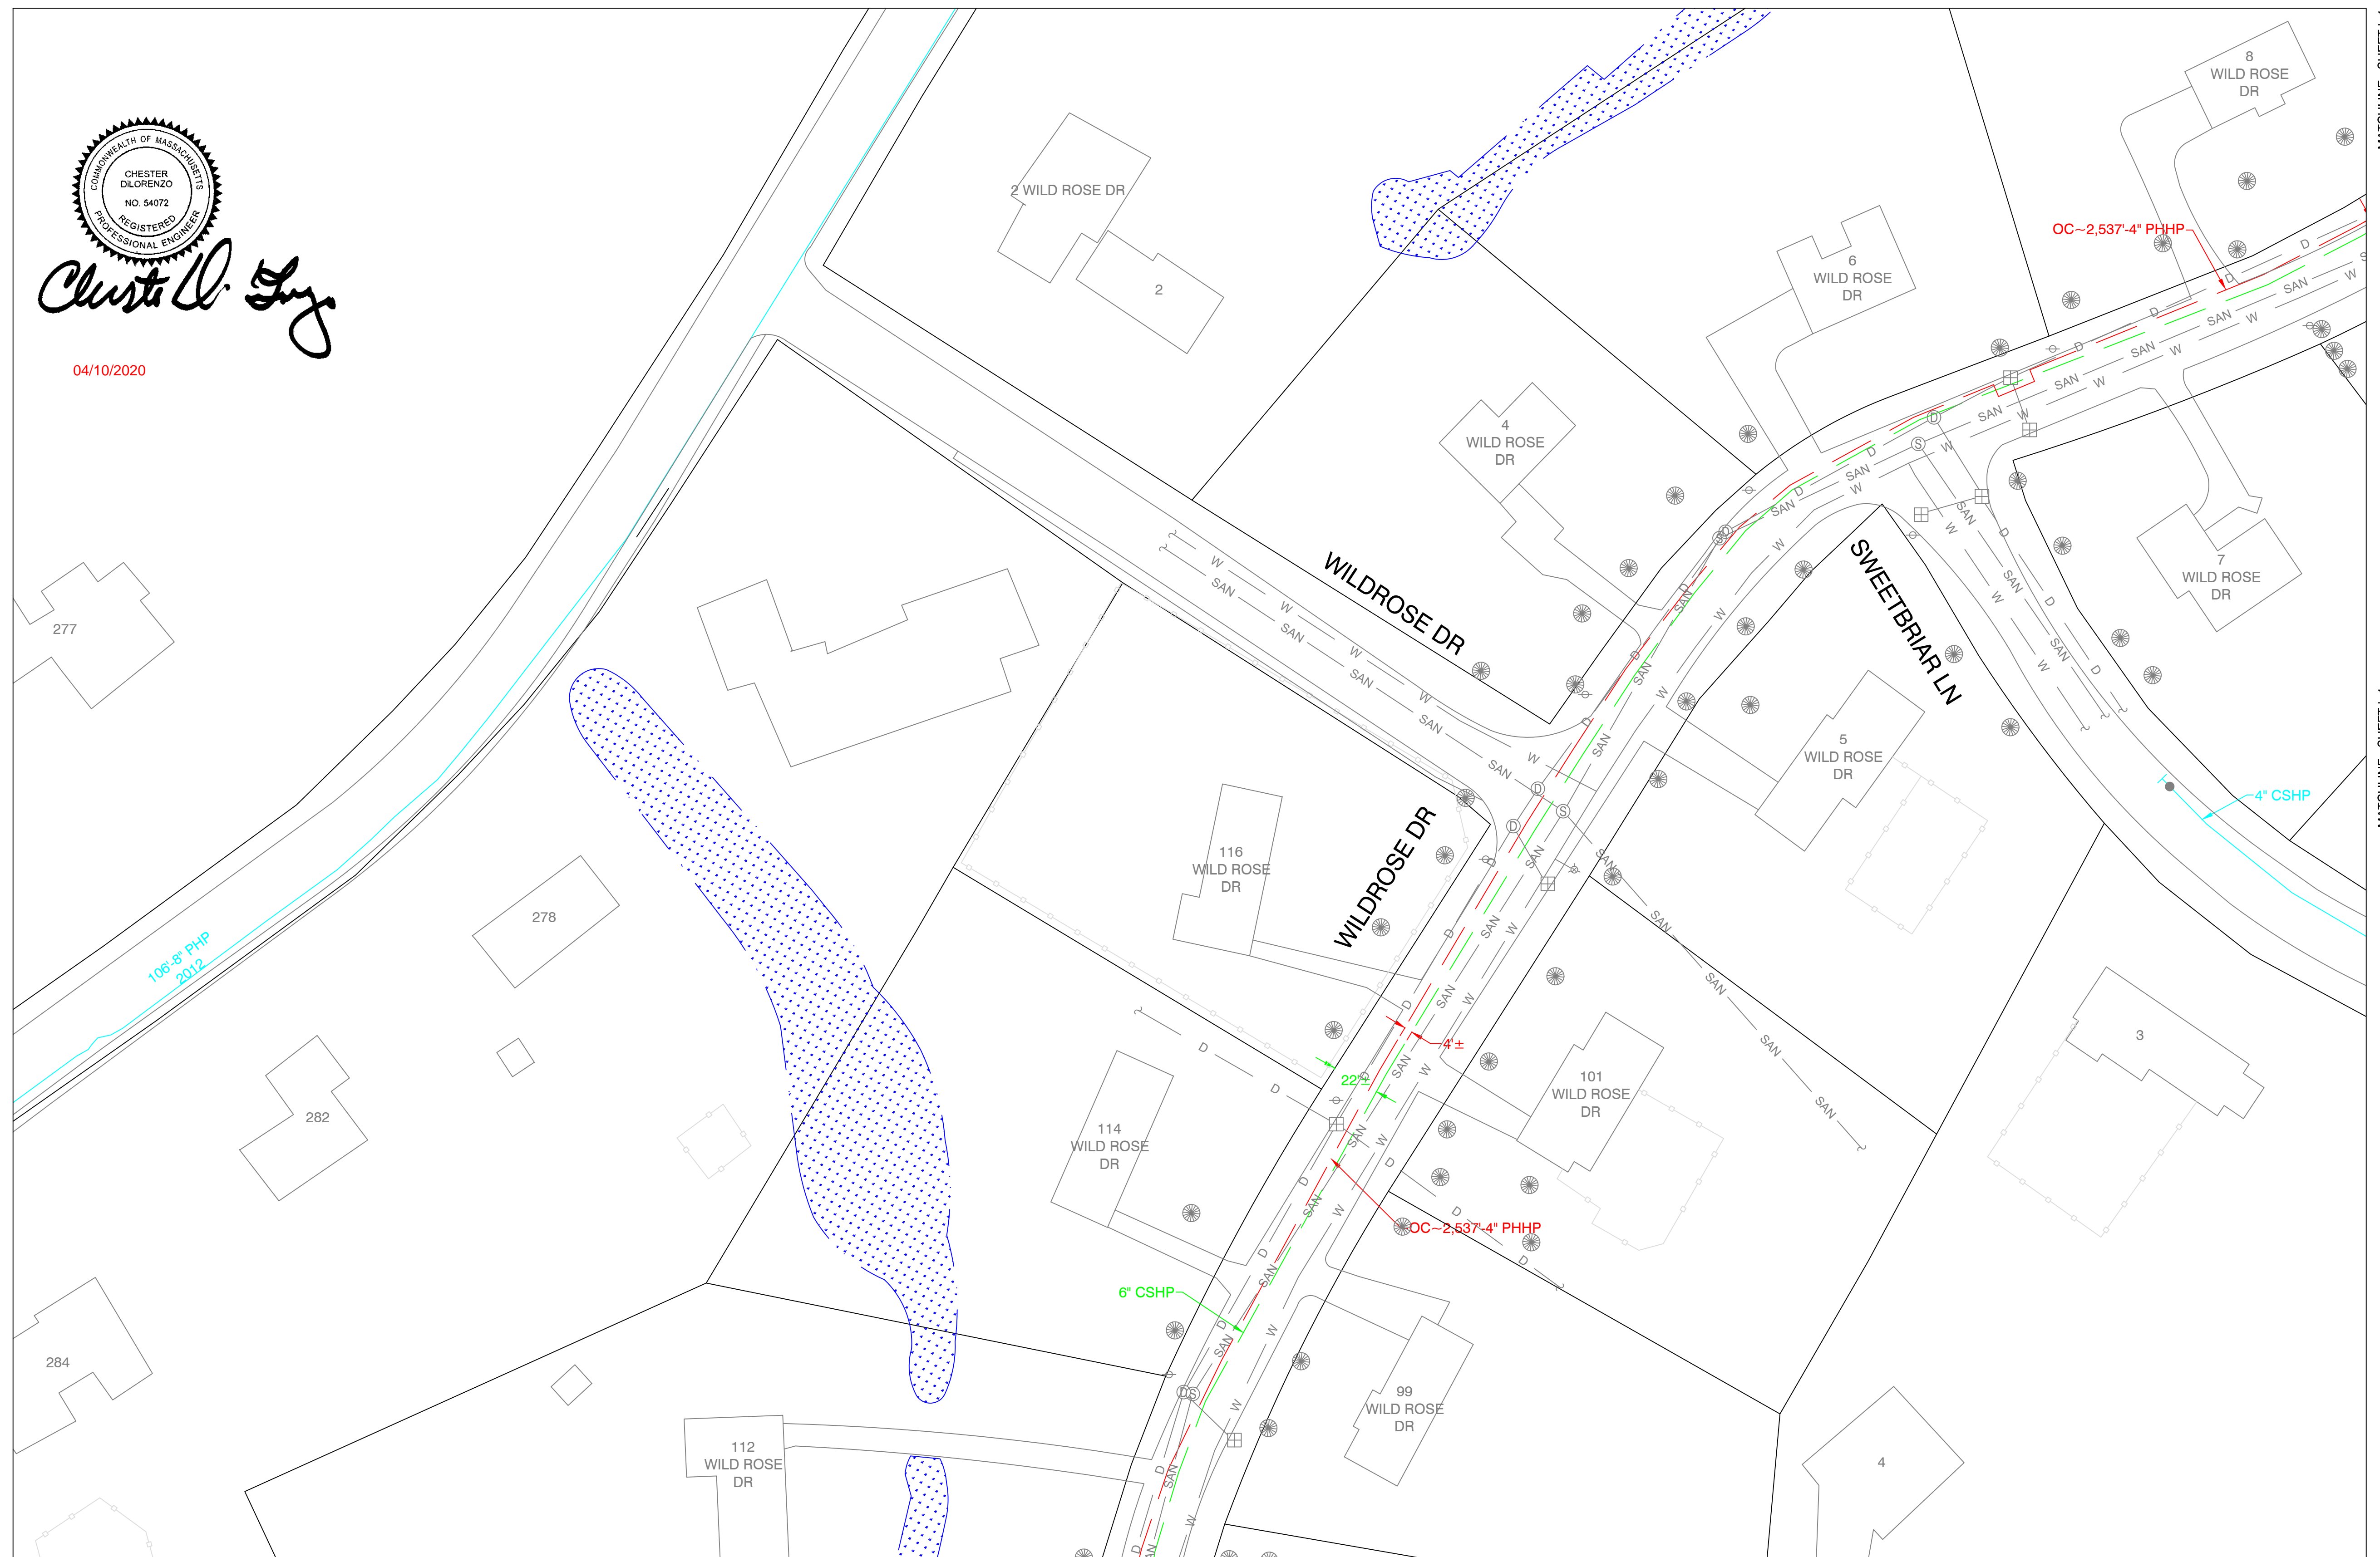 COMMONWEALTH OF MASSACHUSETTS
CHESTER
DiLORENZO
NO. 54072
REGISTERED
PROFESSIONAL ENGINEER
04/10/2020
8
WILD ROSE
DR
2 WILD ROSE DR
2
6
WILD ROSE
DR
OC~2,537'-4" PHHP
4
WILD ROSE
DR
7
WILD ROSE
DR
WILDROSE DR
SWEETBRIAR LN
277
5
WILD ROSE
DR
4" CSHP
116
WILD ROSE
DR
WILDROSE DR
278
106'-8" PHP
2012
3
4'±
22'±
101
WILD ROSE
DR
282
114
WILD ROSE
DR
OC~2,537'-4" PHHP
6" CSHP
284
99
WILD ROSE
DR
112
WILD ROSE
DR
4
W
SAN
D
S